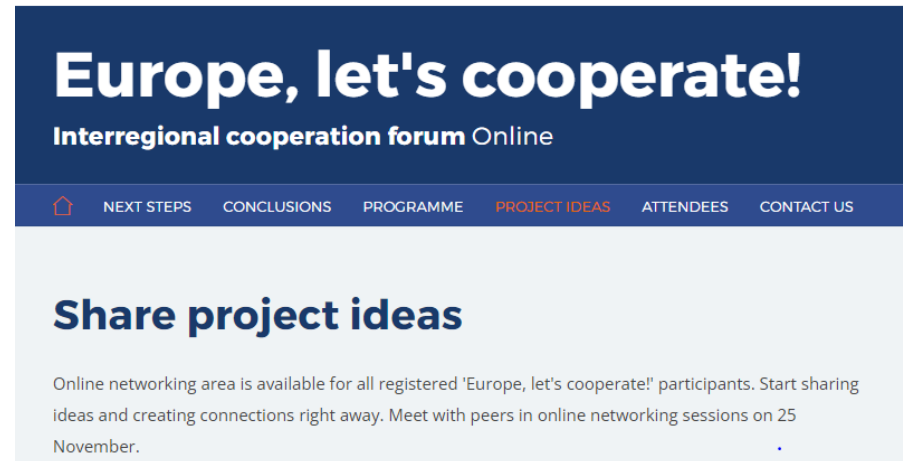 Europe, let's cooperate!
Interregional cooperation forum Online
NEXT STEPS CONCLUSIONS PROGRAMME PROJECT IDEAS ATTENDEES CONTACT US
Share project ideas
Online networking area is available for all registered 'Europe, let's cooperate!' participants. Start sharing
ideas and creating connections right away. Meet with peers in online networking sessions on 25
November.